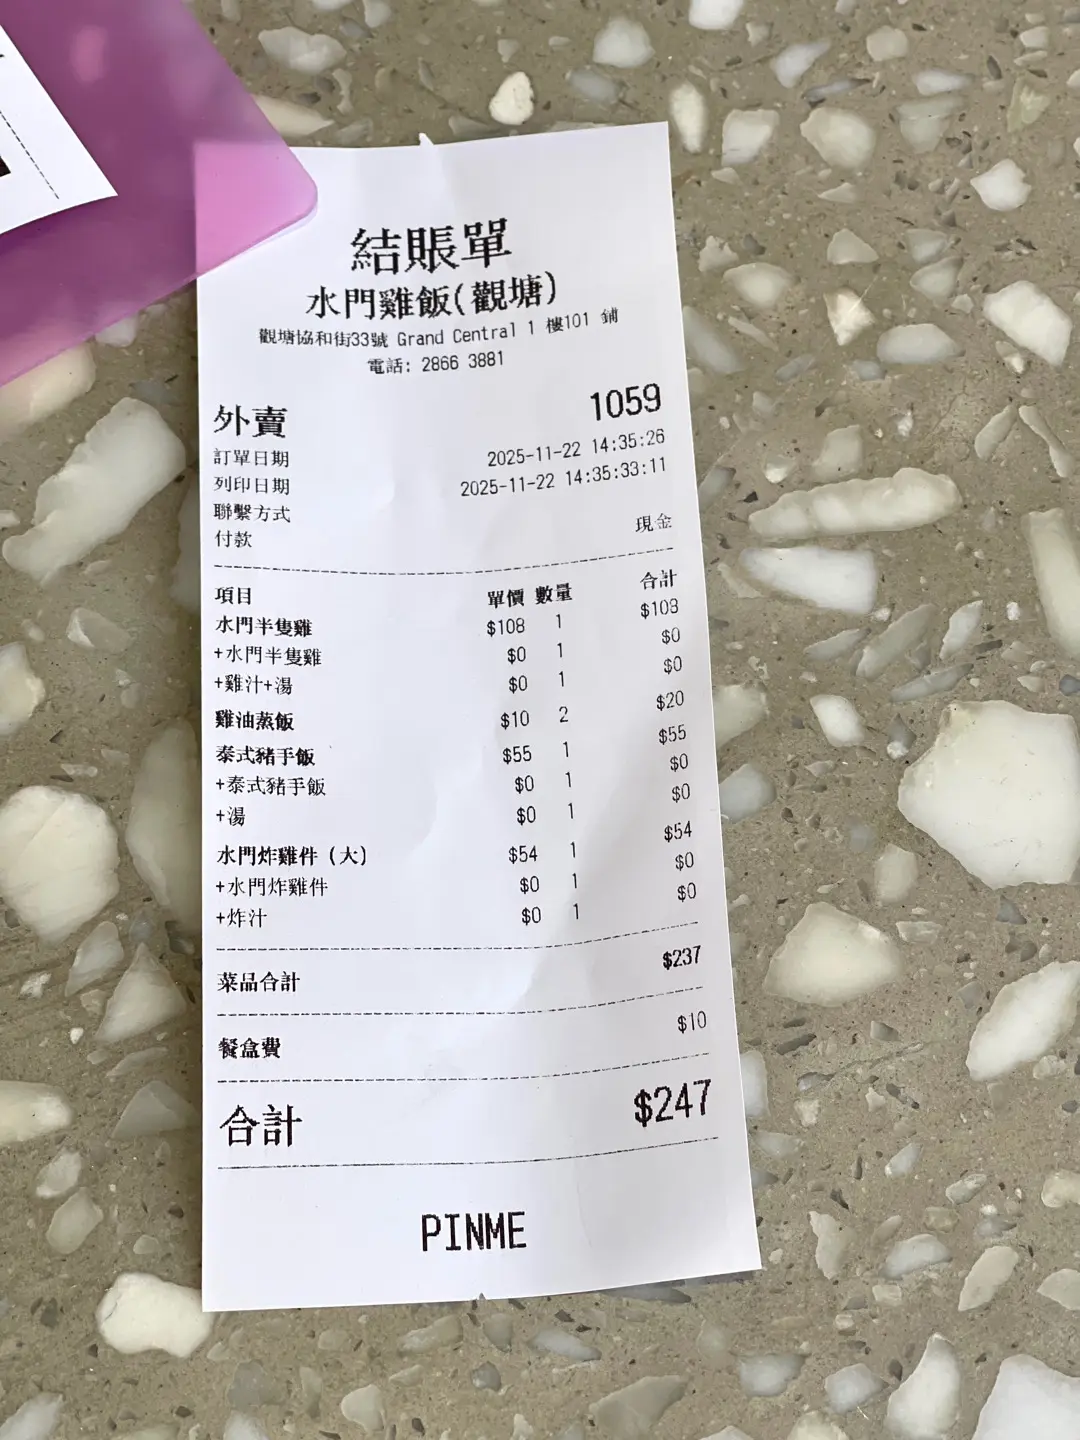 結賬單
水門雞飯(觀塘)
觀塘協和街33號 Grand Central 1 樓101 鋪
電話: 2866 3881
外賣 1059
訂單日期 2025-11-22 14:35:26
列印日期 2025-11-22 14:35:33:11
聯繫方式
付款 現金
項目 單價 數量 合計
水門半隻雞 $108 1 $108
+水門半隻雞 $0 1 $0
+雞汁+湯 $0 1 $0
雞油蒸飯 $10 2 $20
泰式豬手飯 $55 1 $55
+泰式豬手飯 $0 1 $0
+湯 $0 1 $0
水門炸雞件 (大) $54 1 $54
+水門炸雞件 $0 1 $0
+炸汁 $0 1 $0
菜品合計 $237
餐盒費 $10
合計 $247
PINME